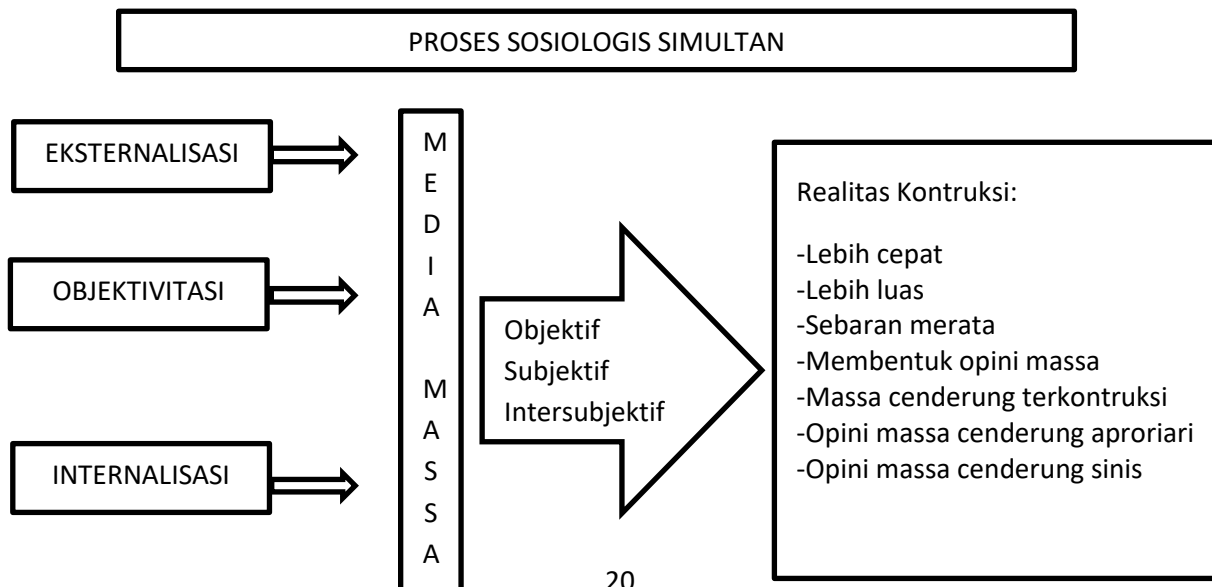 PROSES SOSIOLOGIS SIMULTAN
EKSTERNALISASI
OBJEKTIVITASI
INTERNALISASI
M
E
D
I
A
M
A
S
S
A
Objektif
Subjektif
Intersubjektif
Realitas Kontruksi:
-Lebih cepat
-Lebih luas
-Sebaran merata
-Membentuk opini massa
-Massa cenderung terkontruksi
-Opini massa cenderung aproriari
-Opini massa cenderung sinis
20